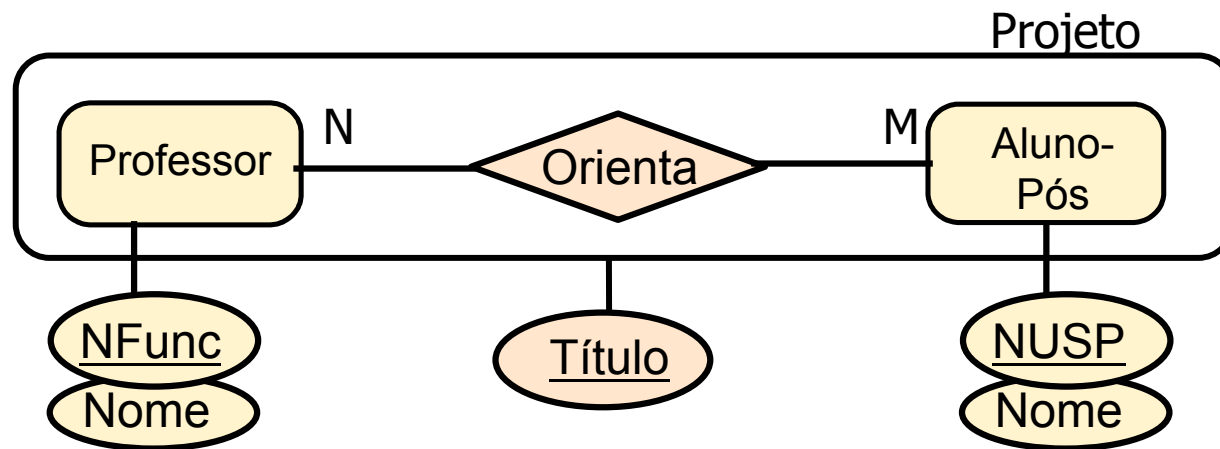 Projeto
Professor
N
Orienta
M
Aluno-
Pós
NFunc
Nome
Título
NUSP
Nome